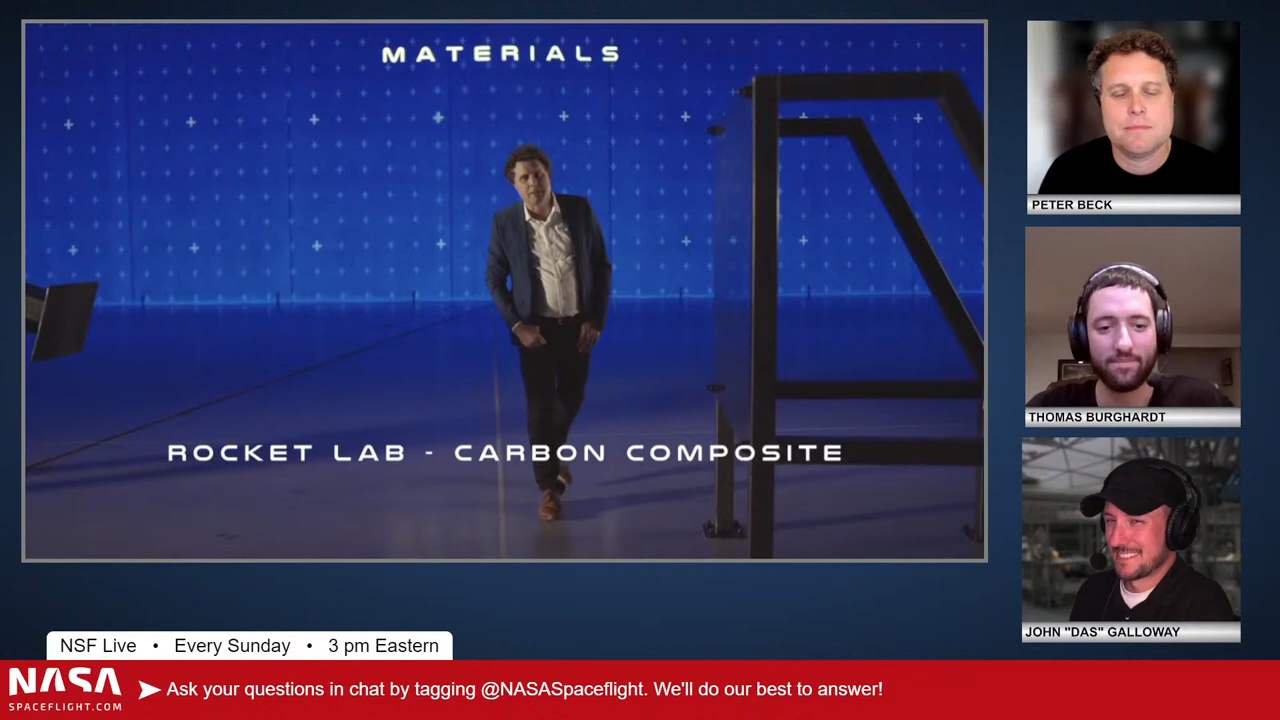 MATERIALS
ROCKET LAB - CARBON COMPOSITE
PETER BECK
THOMAS BURGHARDT
JOHN "DAS" GALLOWAY
NSF Live • Every Sunday • 3 pm Eastern
NASA
SPACEFLIGHT.COM
Ask your questions in chat by tagging @NASASpaceflight. We'll do our best to answer!